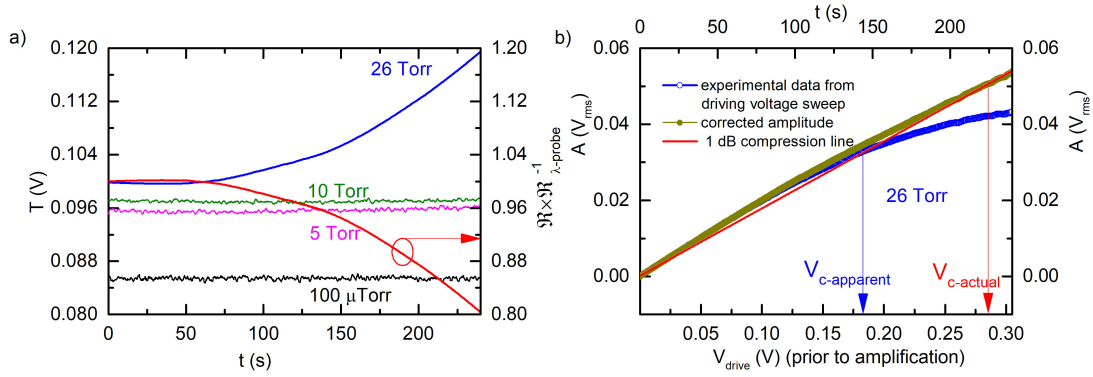 a)
0.120
0.112
0.104
0.096
0.088
0.080
T (V)
0 50 100 150 200
t (s)
1.20
1.12
1.04
0.96
0.88
0.80
ℜ×ℜ⁻¹λ-probe
26 Torr
10 Torr
5 Torr
100 μTorr
b)
t (s)
0 50 100 150 200
0.06
0.04
0.02
0.00
A (Vrms)
experimental data from
driving voltage sweep
corrected amplitude
1 dB compression line
26 Torr
Vc-apparent
Vc-actual
0.06
0.04
0.02
0.00
A (Vrms)
0.05 0.10 0.15 0.20 0.25 0.30
Vdrive (V) (prior to amplification)